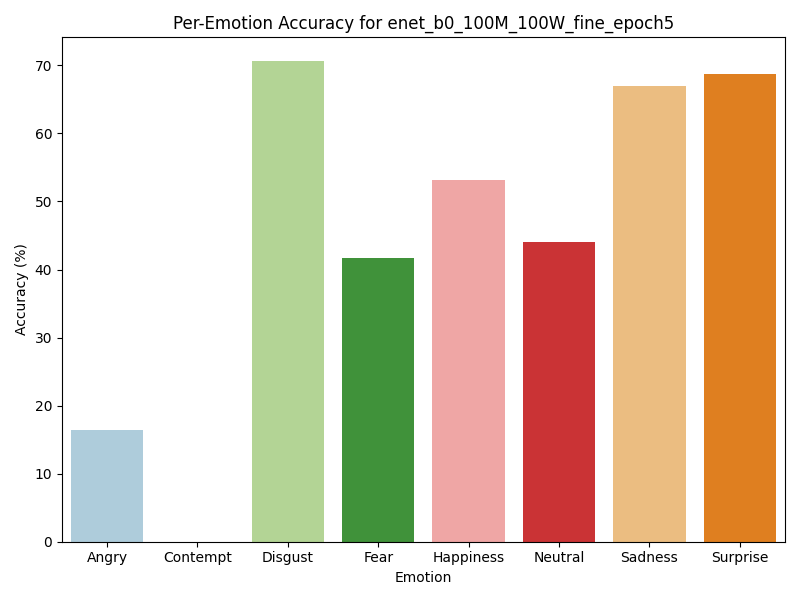 Per-Emotion Accuracy for enet_b0_100M_100W_fine_epoch5
Accuracy (%)
70
60
50
40
30
20
10
0
Angry Contempt Disgust Fear Happiness Neutral Sadness Surprise
Emotion